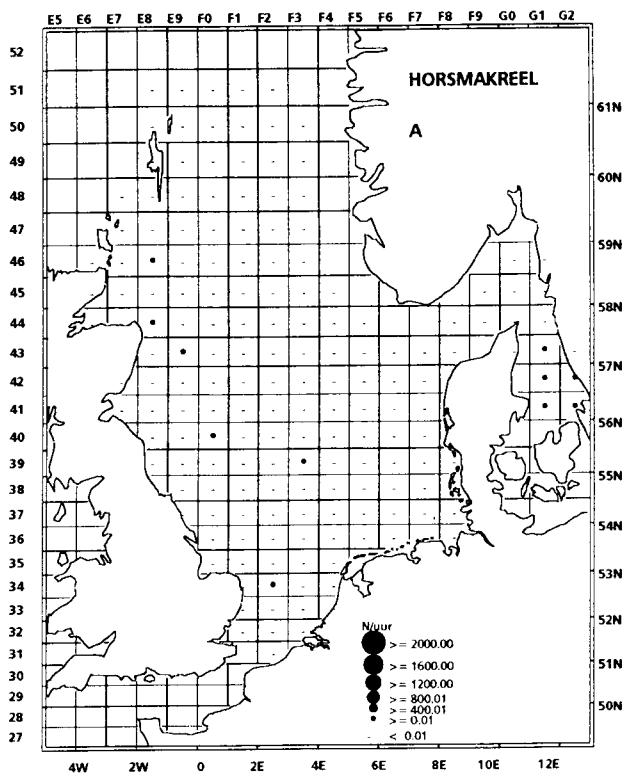 E5 E6 E7 E8 E9 F0 F1 F2 F3 F4 F5 F6 F7 F8 F9 G0 G1 G2
52
51
50
49
48
47
46
45
44
43
42
41
40
39
38
37
36
35
34
33
32
31
30
29
28
27
HORSMAKREEL
A
61N
60N
59N
58N
57N
56N
55N
54N
53N
52N
51N
50N
N/uur
>= 2000.00
>= 1600.00
>= 1200.00
>= 800.01
>= 400.01
>= 0.01
< 0.01
4W 2W 0 2E 4E 6E 8E 10E 12E